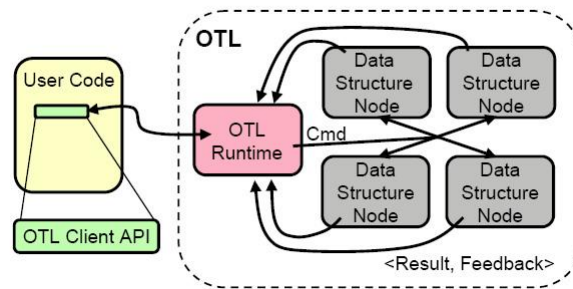 OTL
User Code
OTL Client API
OTL
Runtime
Cmd
Data
Structure
Node
Data
Structure
Node
Data
Structure
Node
Data
Structure
Node
<Result, Feedback>